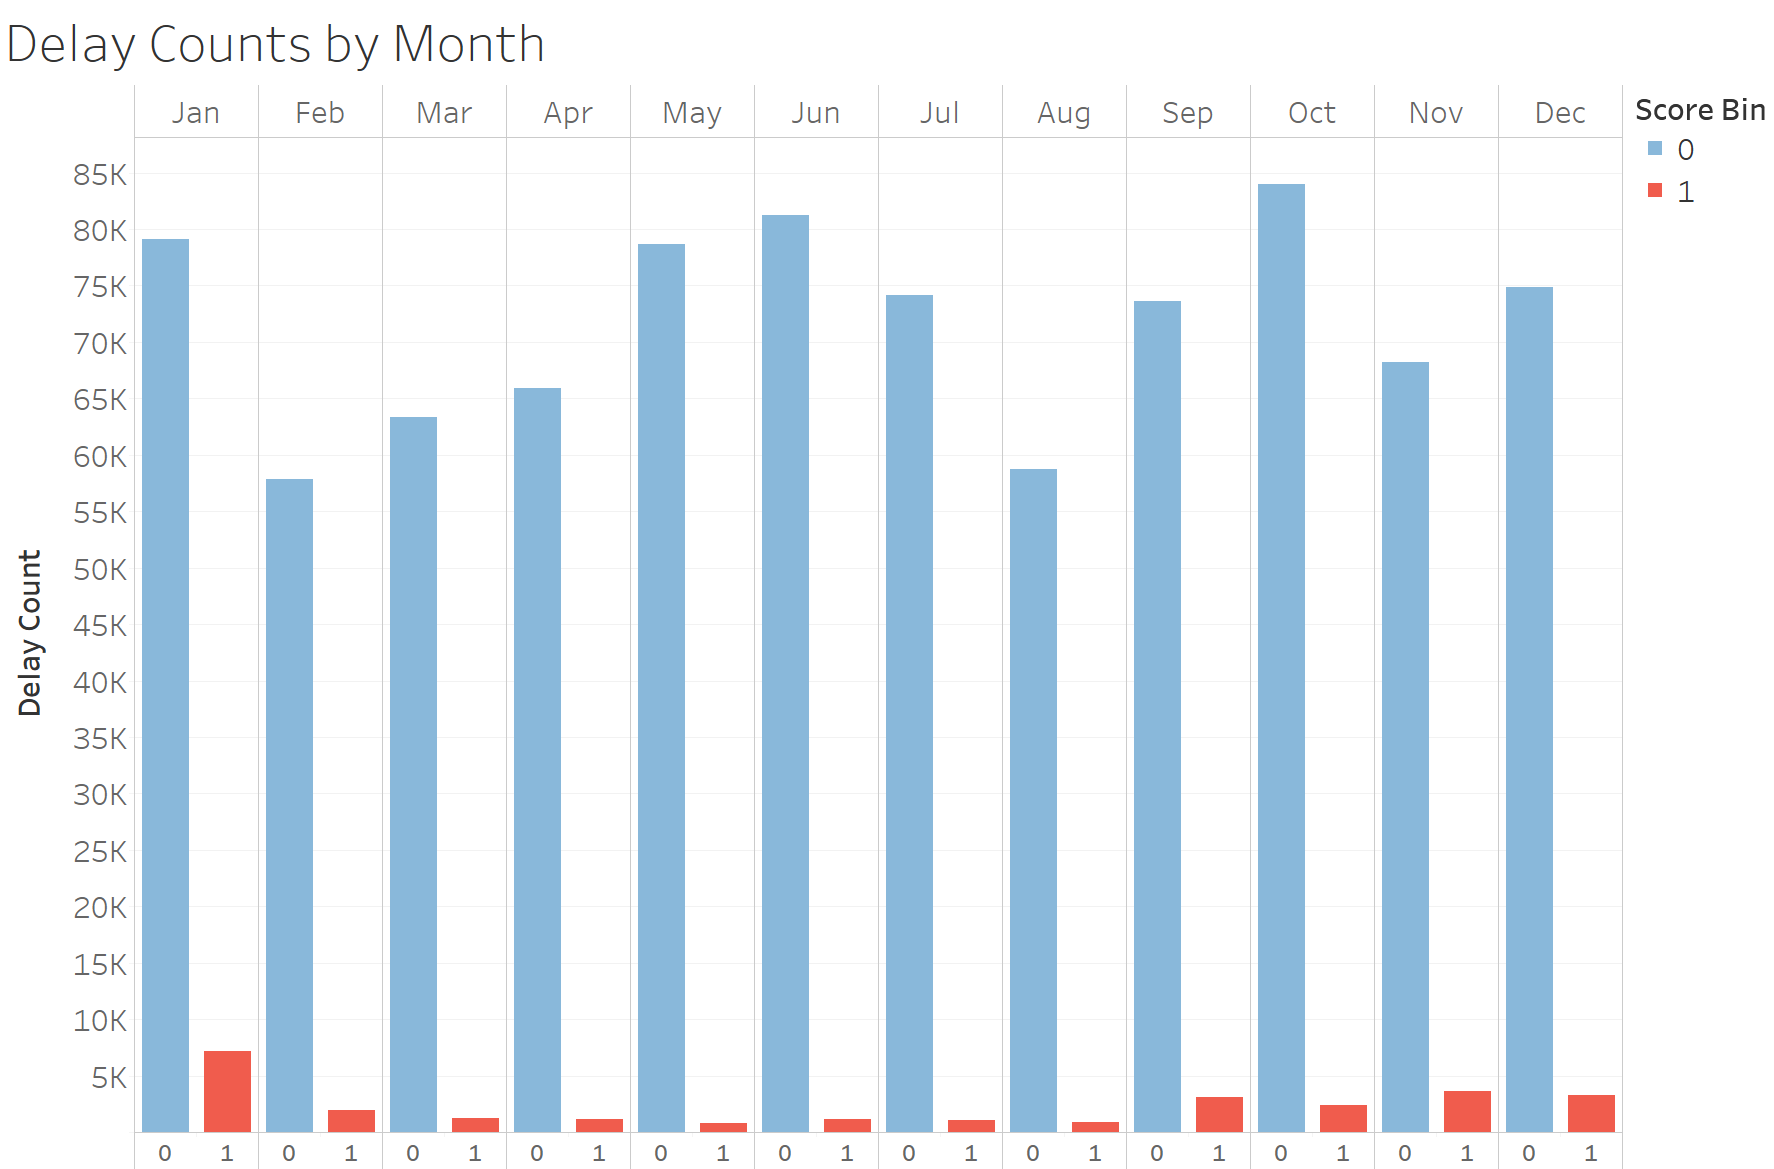 Delay Counts by Month
Jan Feb Mar Apr May Jun Jul Aug Sep Oct Nov Dec
Score Bin
0
1
85K
80K
75K
70K
65K
60K
55K
50K
45K
40K
35K
30K
25K
20K
15K
10K
5K
Delay Count
0 1 0 1 0 1 0 1 0 1 0 1 0 1 0 1 0 1 0 1 0 1 0 1